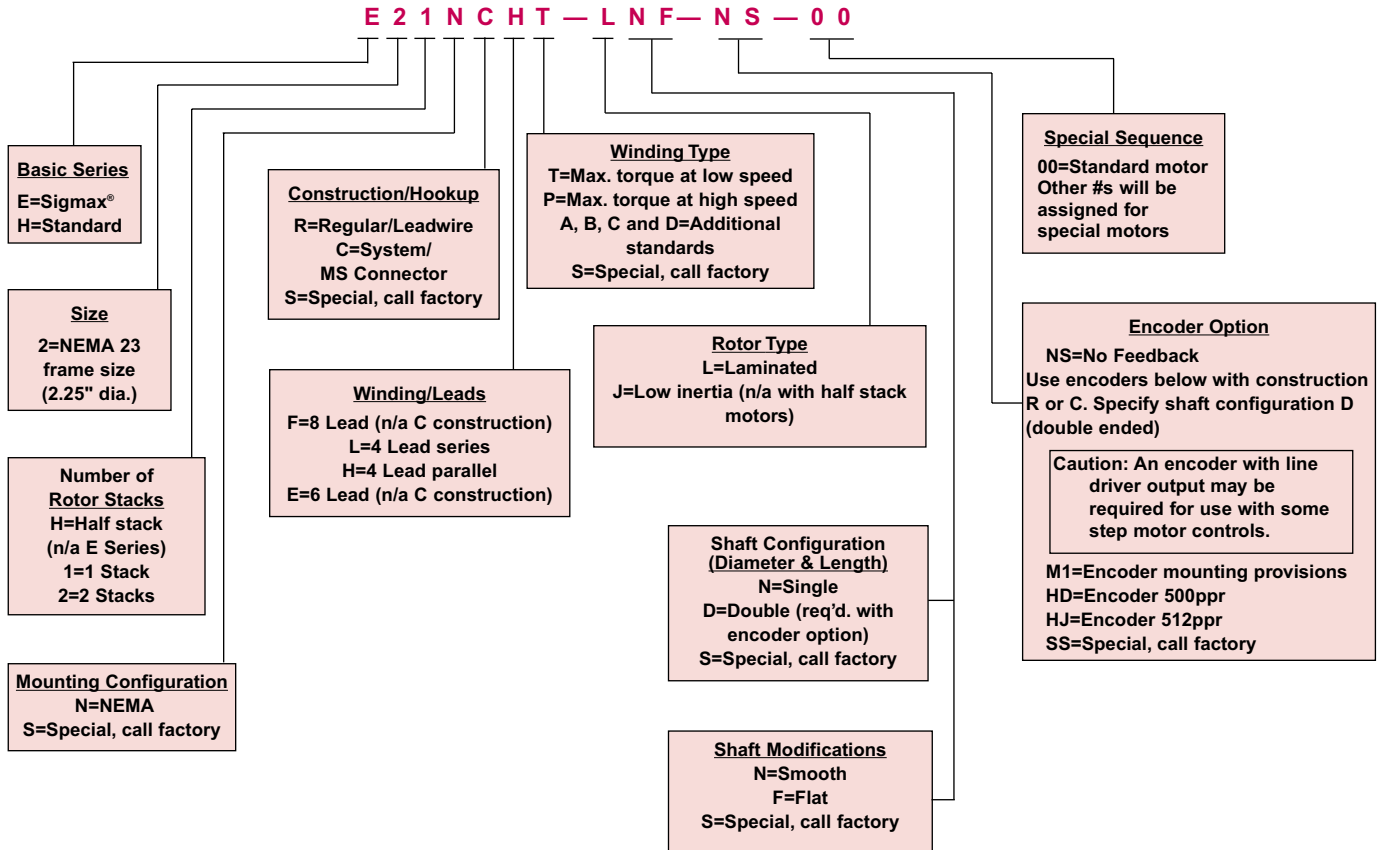 E 2 1 N C H T — L N F — N S — 0 0
Basic Series
E=Sigmax®
H=Standard
Size
2=NEMA 23
frame size
(2.25" dia.)
Number of
Rotor Stacks
H=Half stack
(n/a E Series)
1=1 Stack
2=2 Stacks
Mounting Configuration
N=NEMA
S=Special, call factory
Construction/Hookup
R=Regular/Leadwire
C=System/
MS Connector
S=Special, call factory
Winding/Leads
F=8 Lead (n/a C construction)
L=4 Lead series
H=4 Lead parallel
E=6 Lead (n/a C construction)
Winding Type
T=Max. torque at low speed
P=Max. torque at high speed
A, B, C and D=Additional
standards
S=Special, call factory
Rotor Type
L=Laminated
J=Low inertia (n/a with half stack
motors)
Shaft Configuration
(Diameter & Length)
N=Single
D=Double (req’d. with
encoder option)
S=Special, call factory
Shaft Modifications
N=Smooth
F=Flat
S=Special, call factory
Special Sequence
00=Standard motor
Other #s will be
assigned for
special motors
Encoder Option
NS=No Feedback
Use encoders below with construction
R or C. Specify shaft configuration D
(double ended)
Caution: An encoder with line
driver output may be
required for use with some
step motor controls.
M1=Encoder mounting provisions
HD=Encoder 500ppr
HJ=Encoder 512ppr
SS=Special, call factory